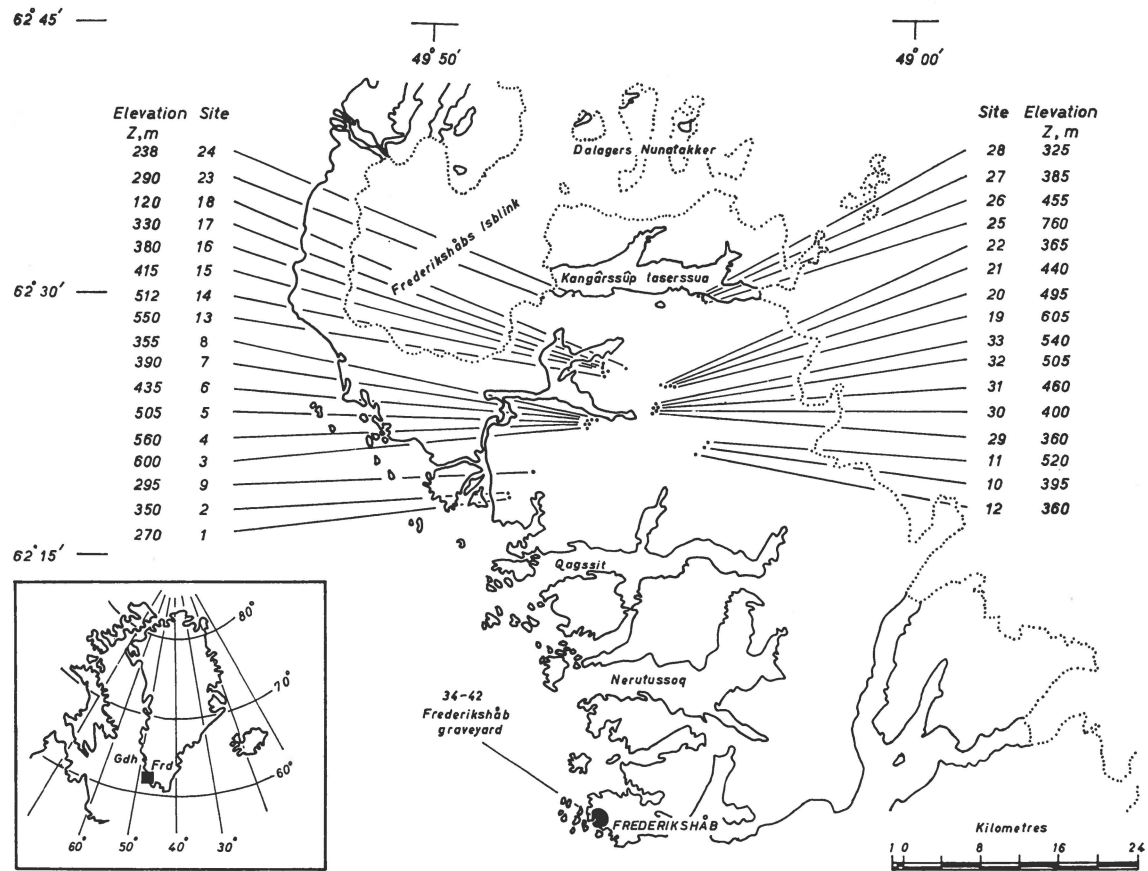 62° 45′
49° 50′
49° 00′
Elevation Site
Z, m
238 24
290 23
120 18
330 17
380 16
415 15
512 14
550 13
355 8
390 7
435 6
505 5
560 4
600 3
295 9
350 2
270 1
Site Elevation
Z, m
28 325
27 385
26 455
25 760
22 365
21 440
20 495
19 605
33 540
32 505
31 460
30 400
29 360
11 520
10 395
12 360
62° 30′
62° 15′
Dalagers Nunatakker
Frederikshåbs Isblink
Kangârssûp taserssua
Qagssit
Nerutussoq
34-42
Frederikshåb
graveyard
FREDERIKSHÅB
80°
70°
60°
Gdh Frd
60° 50° 40° 30°
Kilometres
1 0 8 16 24